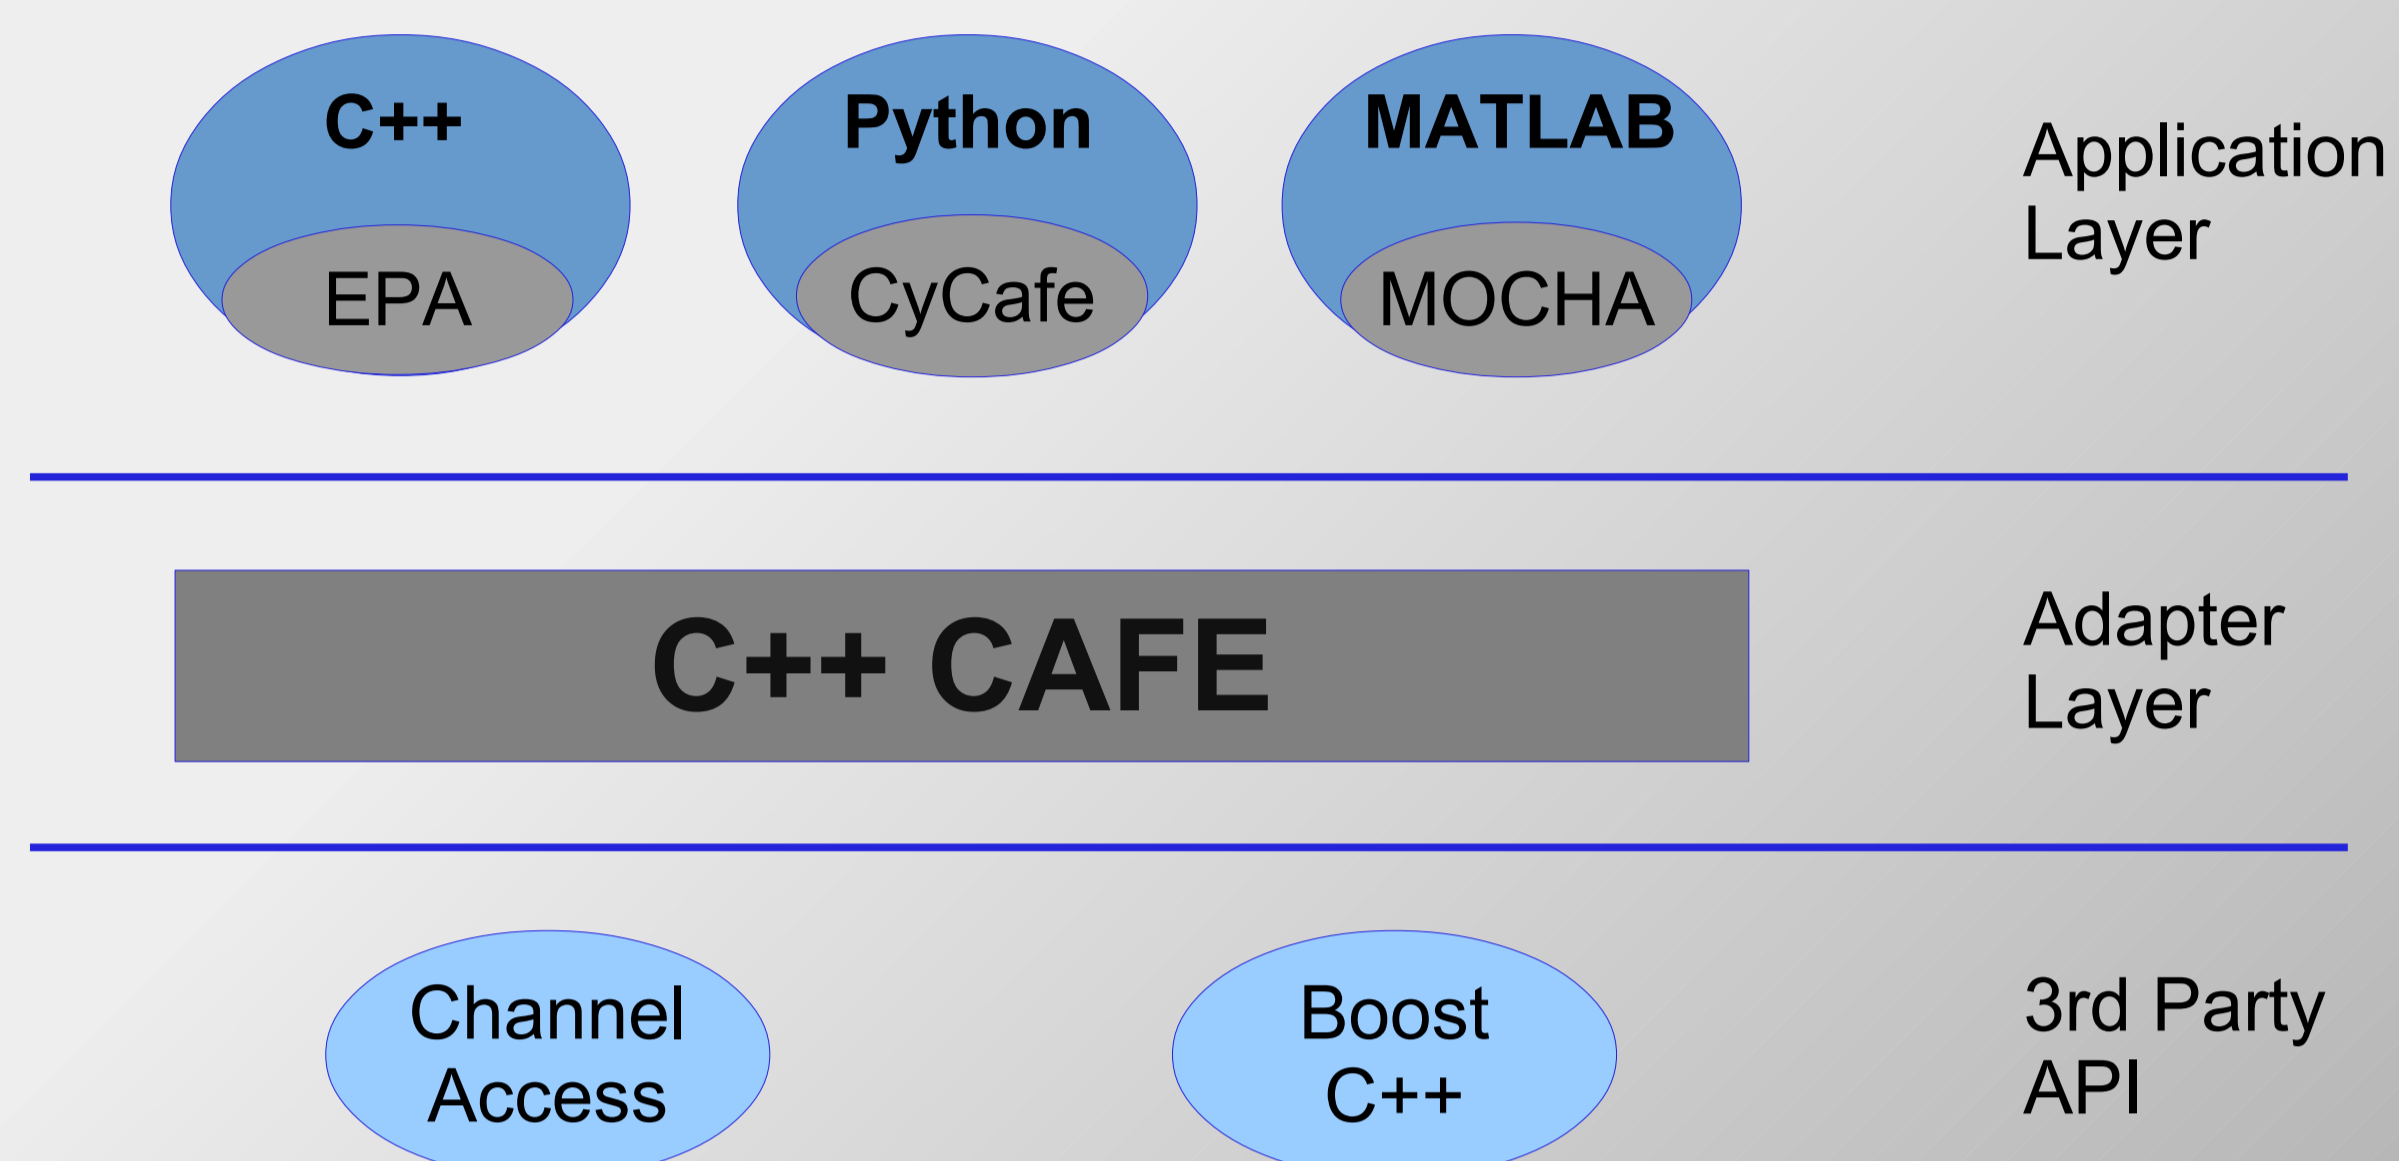 C++
Python
MATLAB
EPA
CyCafe
MOCHA
Application
Layer
C++ CAFE
Adapter
Layer
Channel
Access
Boost
C++
3rd Party
API